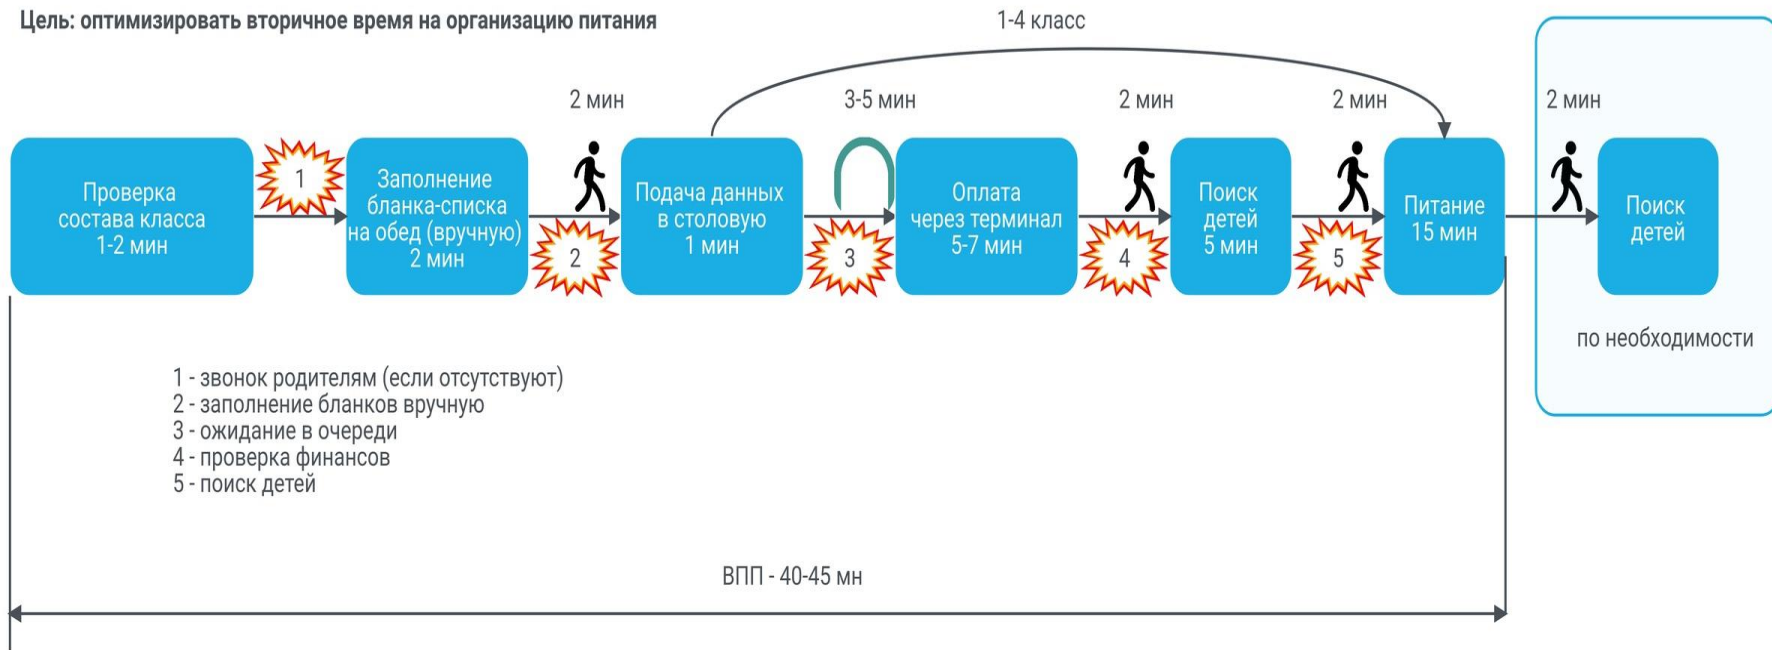 Цель: оптимизировать вторичное время на организацию питания
1-4 класс
2 мин
3-5 мин
2 мин
2 мин
2 мин
Проверка
состава класса
1-2 мин
1
Заполнение
бланка-списка
на обед (вручную)
2 мин
2
Подача данных
в столовую
1 мин
3
Оплата
через терминал
5-7 мин
4
Поиск
детей
5 мин
5
Питание
15 мин
Поиск
детей
по необходимости
1 - звонок родителям (если отсутствуют)
2 - заполнение бланков вручную
3 - ожидание в очереди
4 - проверка финансов
5 - поиск детей
ВПП - 40-45 мн